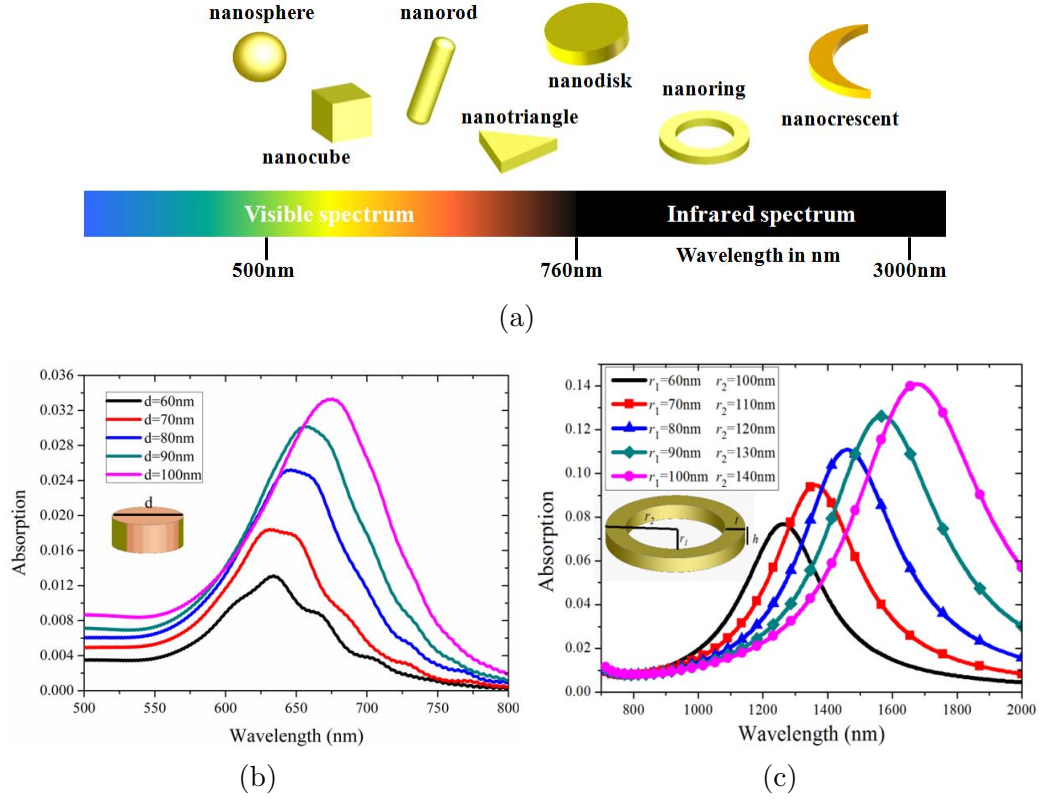 nanosphere
nanorod
nanodisk
nanoring
nanotriangle
nanocrescent
nanocube
Visible spectrum
Infrared spectrum
Wavelength in nm
500nm
760nm
3000nm
(a)
0.036
0.032
0.028
0.024
0.020
0.016
0.012
0.008
0.004
0.000
Absorption
d=60nm
d=70nm
d=80nm
d=90nm
d=100nm
d
500 550 600 650 700 750 800
Wavelength (nm)
(b)
0.14
0.12
0.10
0.08
0.06
0.04
0.02
0.00
Absorption
r₁=60nm r₂=100nm
r₁=70nm r₂=110nm
r₁=80nm r₂=120nm
r₁=90nm r₂=130nm
r₁=100nm r₂=140nm
r₂
t
r₁
h
800 1000 1200 1400 1600 1800 2000
Wavelength (nm)
(c)